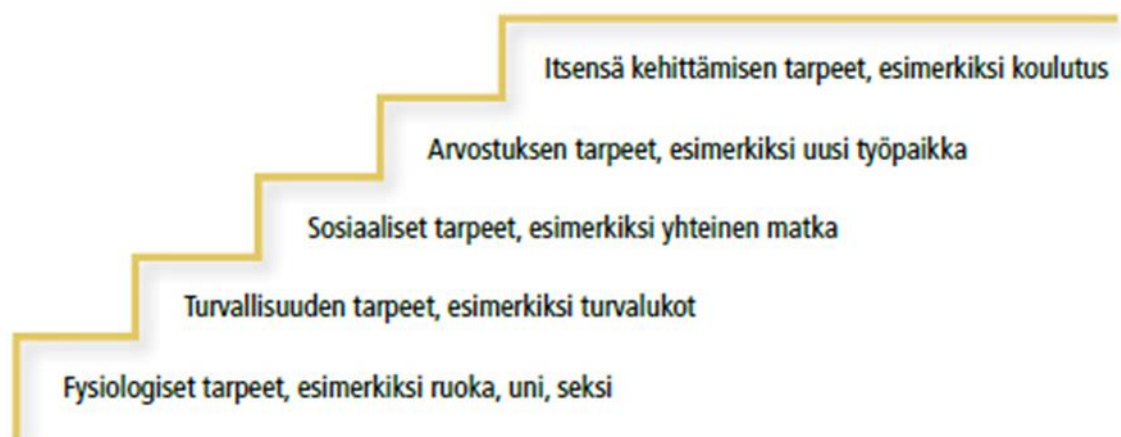 Itsensä kehittämisen tarpeet, esimerkiksi koulutus
Arvostuksen tarpeet, esimerkiksi uusi työpaikka
Sosiaaliset tarpeet, esimerkiksi yhteinen matka
Turvallisuuden tarpeet, esimerkiksi turvalukot
Fysiologiset tarpeet, esimerkiksi ruoka, uni, seksi